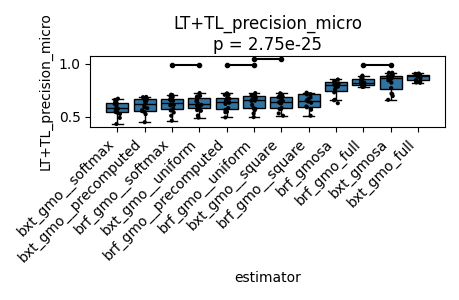 LT+TL_precision_micro
p = 2.75e-25
LT+TL_precision_micro
1.0
0.5
bxt_gmo__softmax
bxt_gmo__precomputed
brf_gmo__softmax
bxt_gmo__uniform
brf_gmo__precomputed
brf_gmo__uniform
bxt_gmo__square
brf_gmo__square
brf_gmosa
brf_gmo_full
bxt_gmosa
bxt_gmo_full
estimator